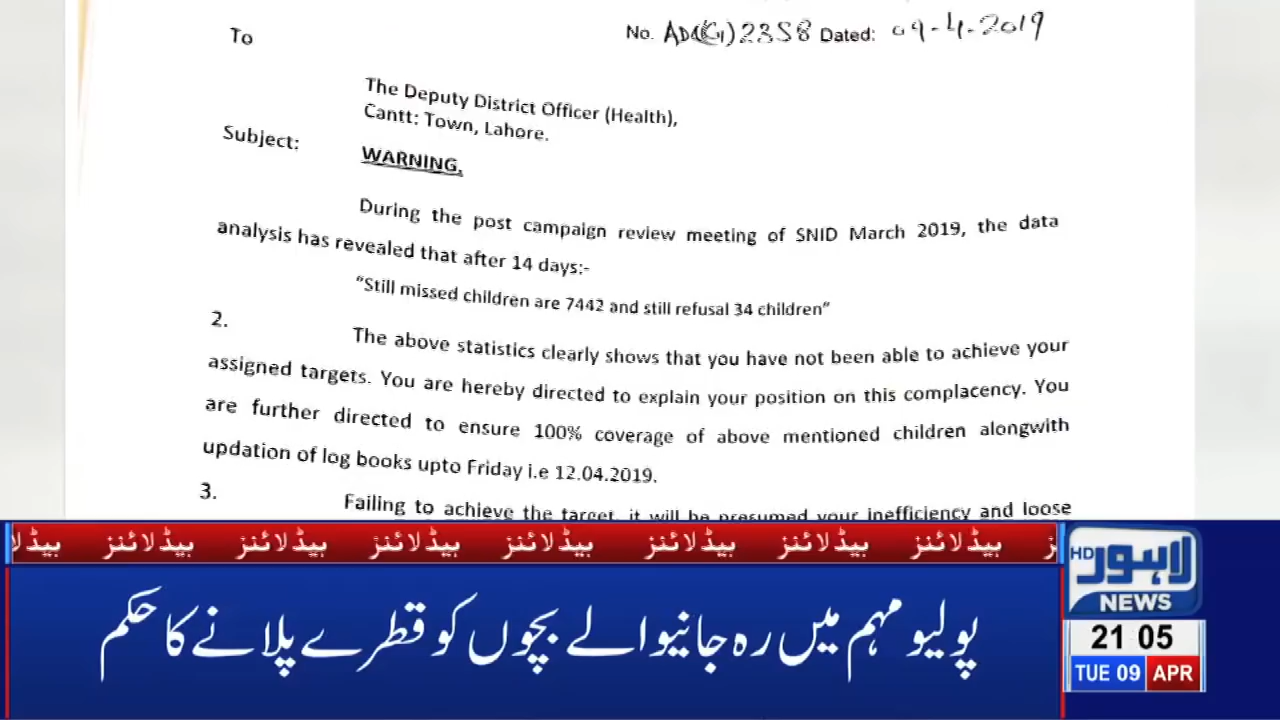 To
No. AD(G)2358 Dated: 09-4-2019
The Deputy District Officer (Health),
Cantt: Town, Lahore.
Subject:
WARNING.
During the post campaign review meeting of SNID March 2019, the data
analysis has revealed that after 14 days:-
“Still missed children are 7442 and still refusal 34 children”
2.
The above statistics clearly shows that you have not been able to achieve your
assigned targets. You are hereby directed to explain your position on this complacency. You
are further directed to ensure 100% coverage of above mentioned children alongwith
updation of log books upto Friday i.e 12.04.2019.
3.
Failing to achieve the target, it will be presumed your inefficiency and loose
ہیڈلائنز ہیڈلائنز ہیڈلائنز ہیڈلائنز ہیڈلائنز ہیڈلائنز ہیڈلائنز
پولیو مہم میں رہ جانیوالے بچوں کو قطرے پلانے کا حکم
HD لاہور
NEWS
21 05
TUE 09 APR